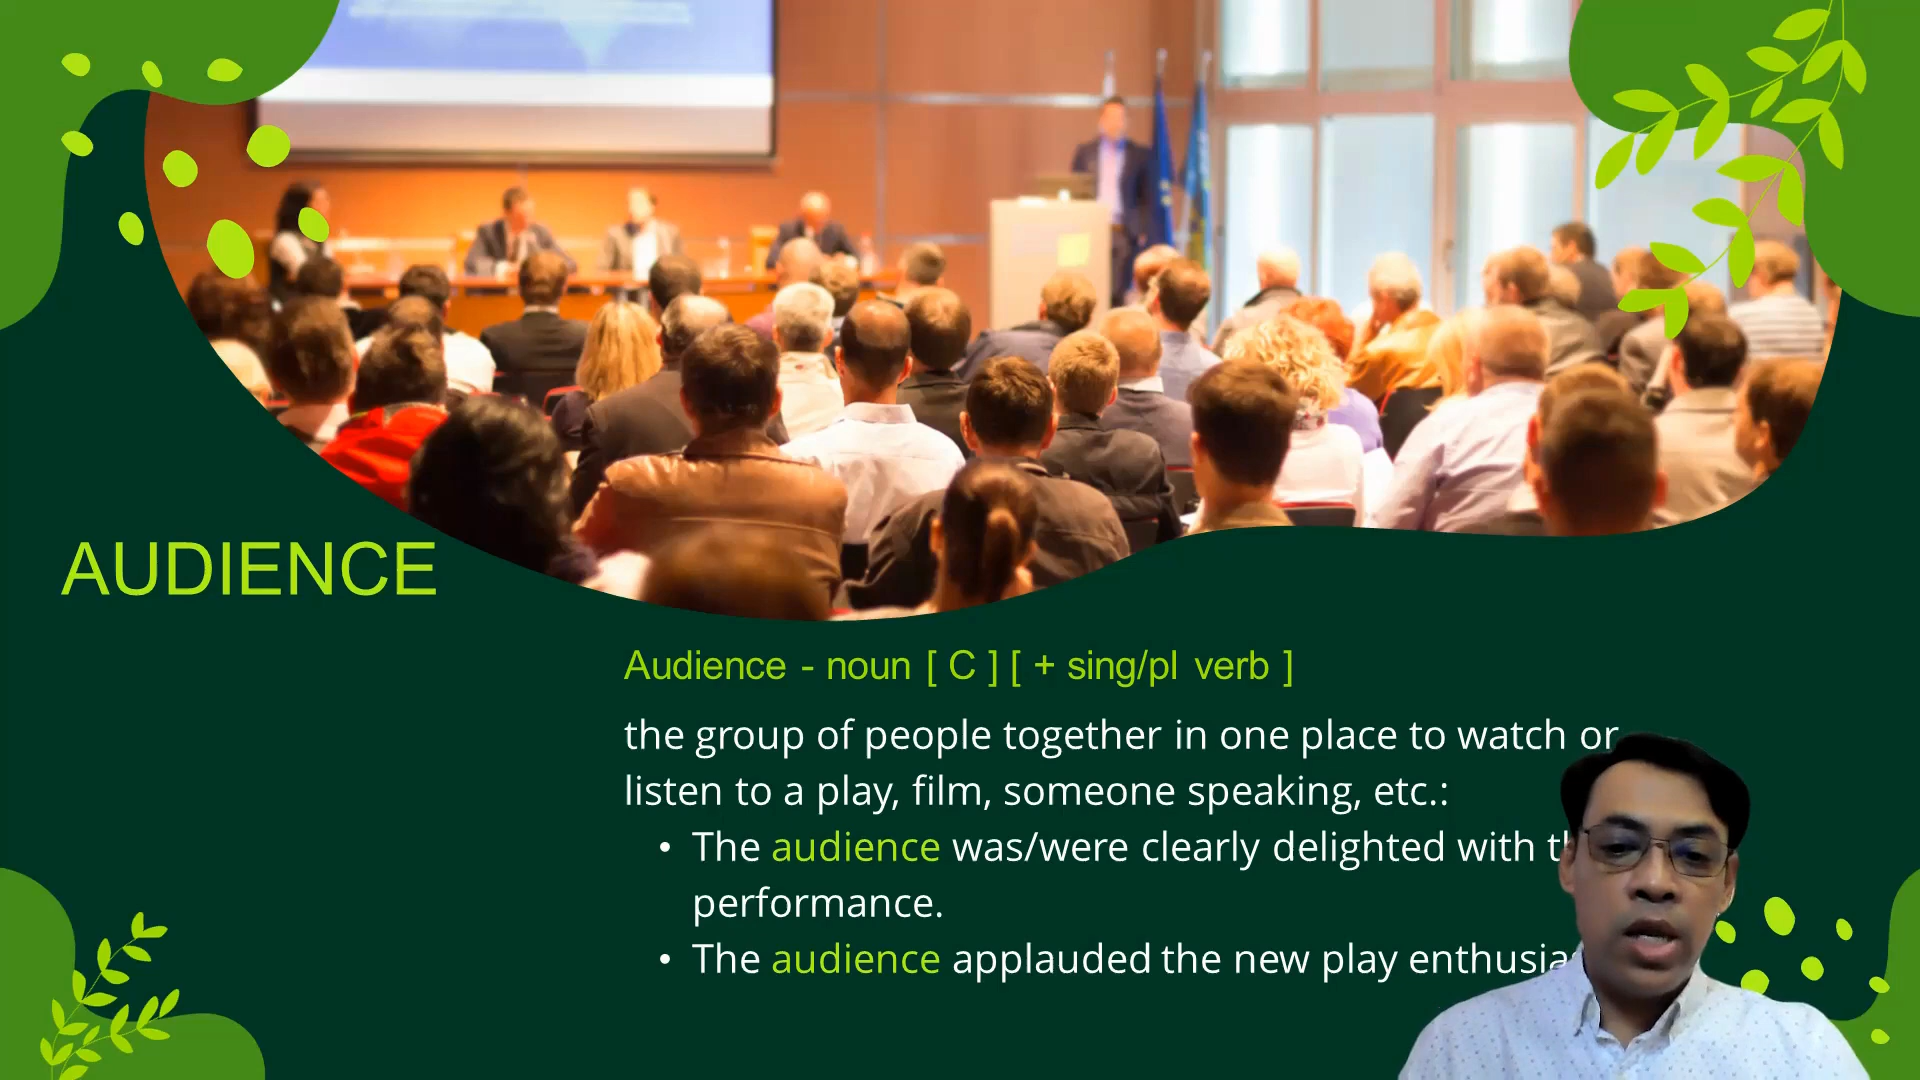 AUDIENCE
Audience - noun [ C ] [ + sing/pl verb ]
the group of people together in one place to watch or
listen to a play, film, someone speaking, etc.:
• The audience was/were clearly delighted with
performance.
• The audience applauded the new play